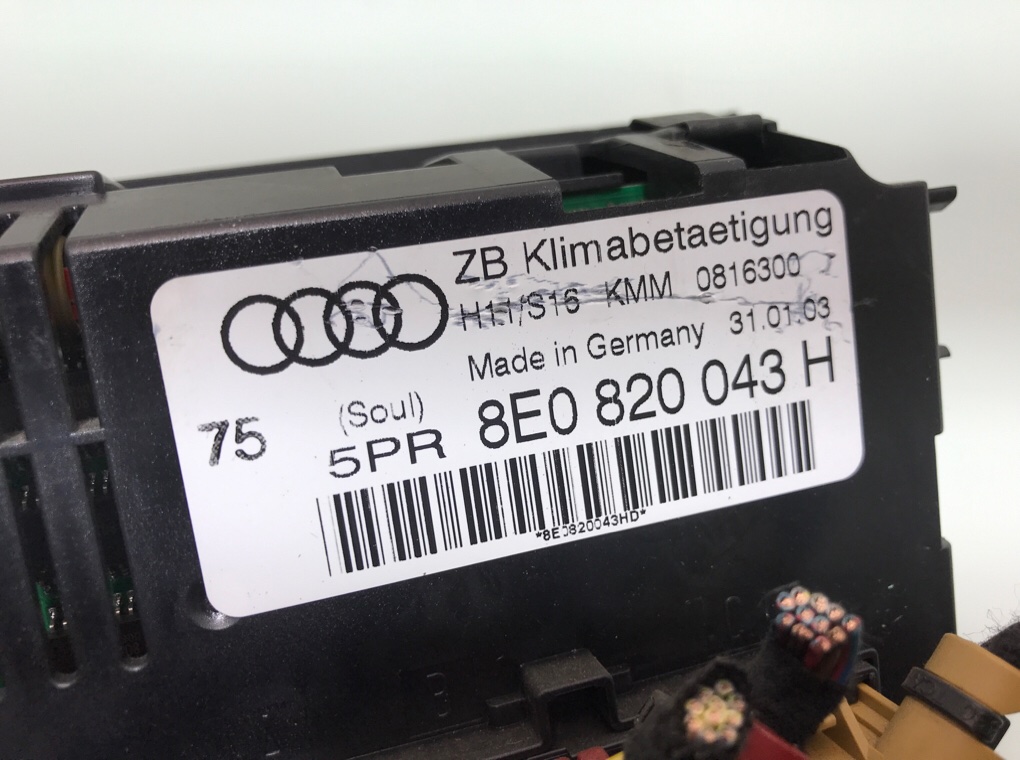 ZB Klimabetaetigung
H11/S16 KMM 0816300
Made in Germany 31.01.03
75 (Soul)
5PR 8E0 820 043 H
*8E0820043HD*